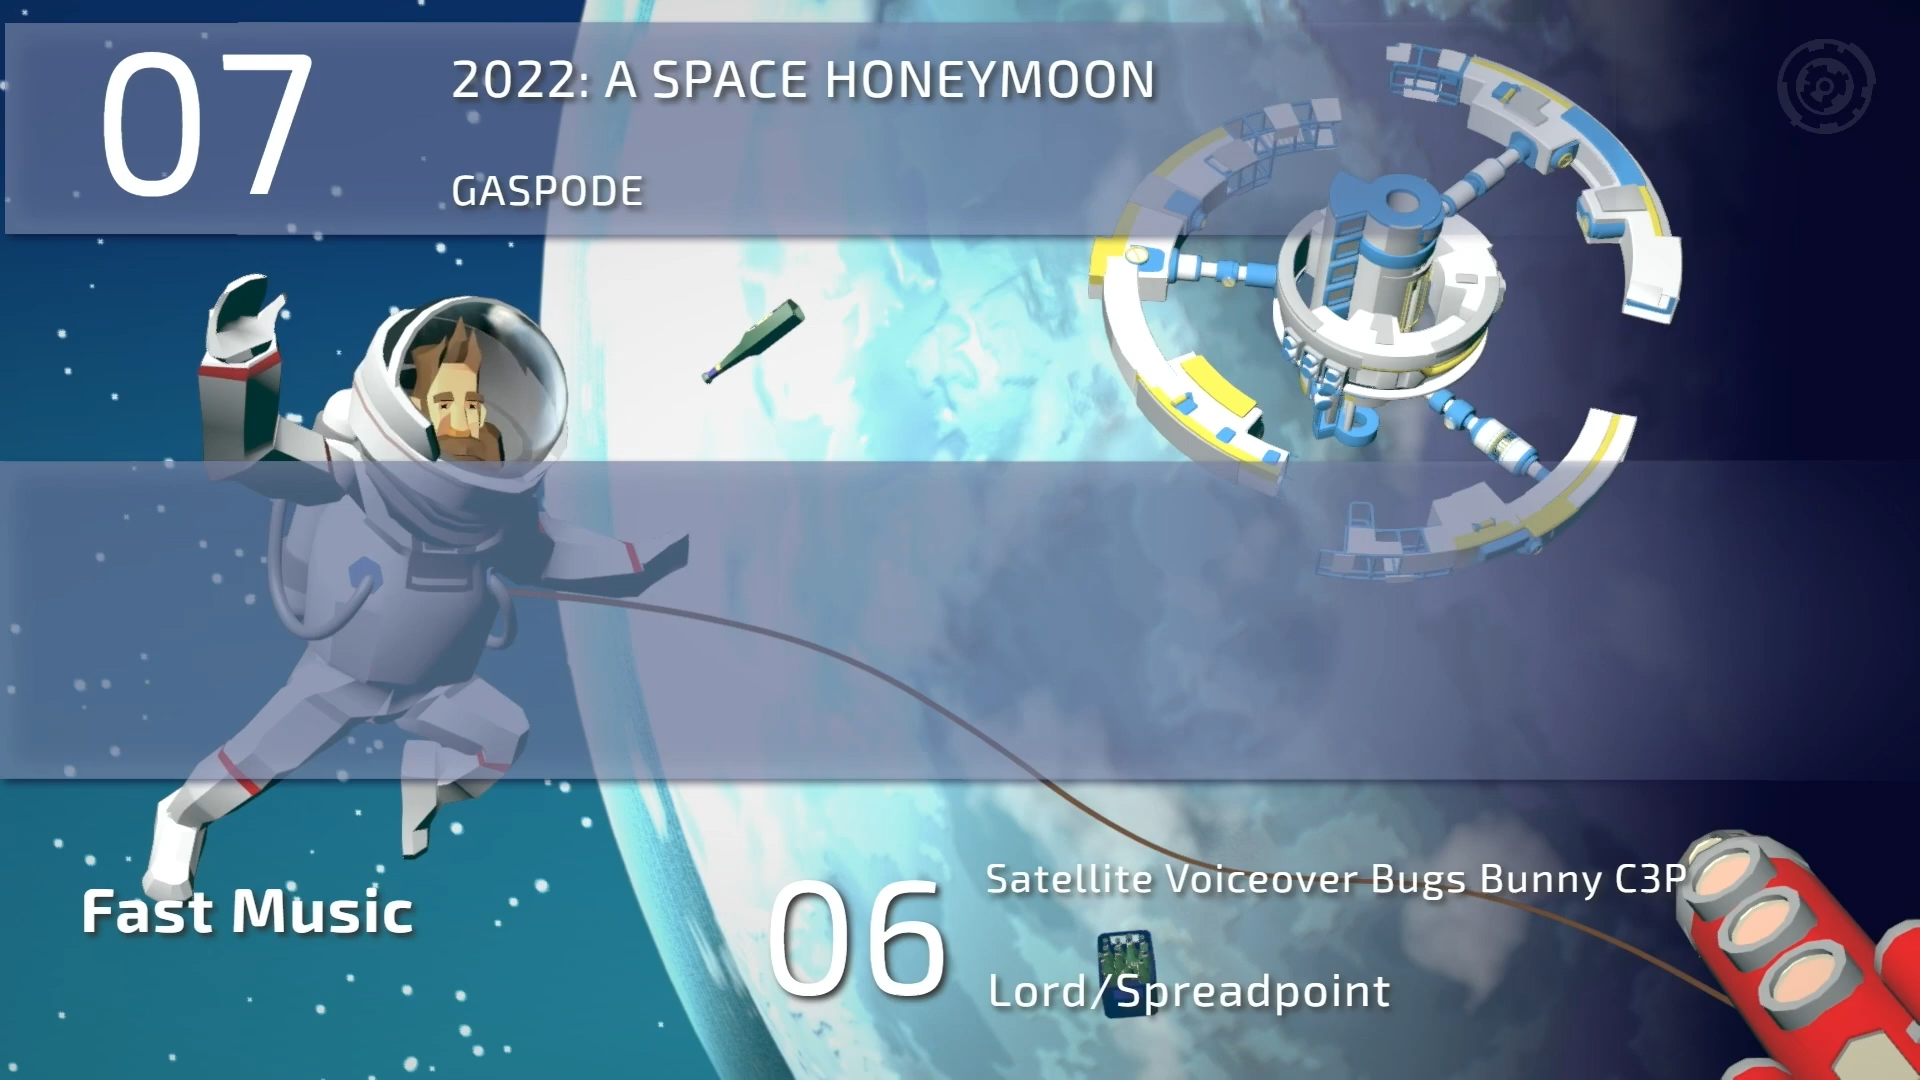 07
2022: A SPACE HONEYMOON
GASPODE
Fast Music
06
Satellite Voiceover Bugs Bunny C3P
Lord/Spreadpoint